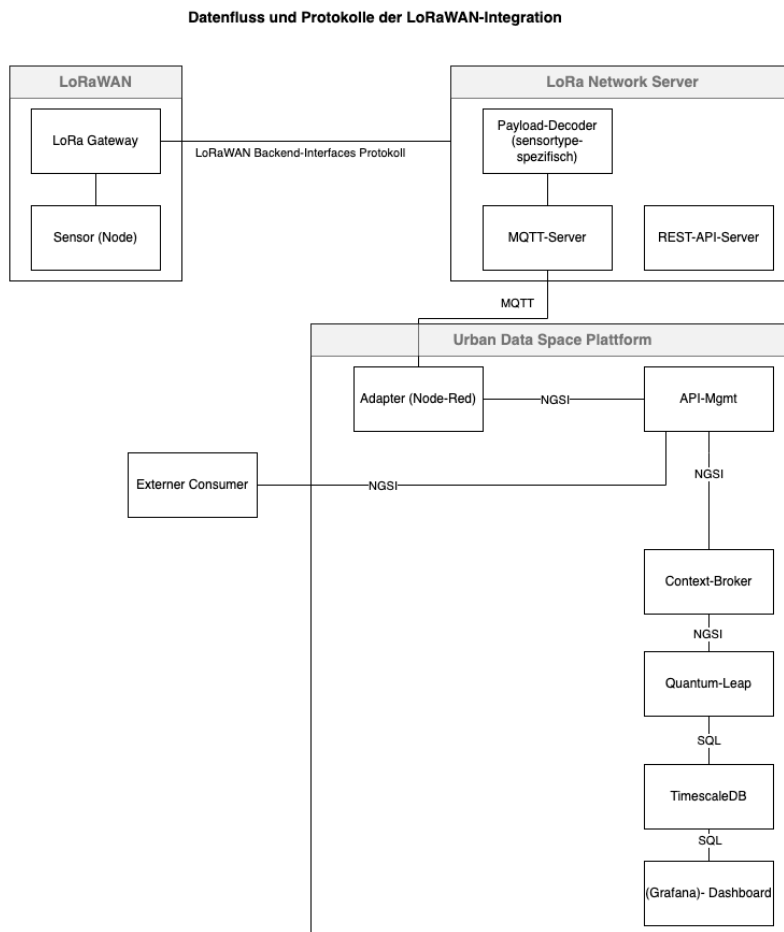 Datenfluss und Protokolle der LoRaWAN-Integration
LoRaWAN
LoRa Gateway
Sensor (Node)
LoRaWAN Backend-Interfaces Protokoll
LoRa Network Server
Payload-Decoder
(sensortype-
spezifisch)
MQTT-Server
REST-API-Server
MQTT
Urban Data Space Plattform
Adapter (Node-Red)
NGSI
API-Mgmt
Externer Consumer
NGSI
NGSI
Context-Broker
NGSI
Quantum-Leap
SQL
TimescaleDB
SQL
(Grafana)- Dashboard